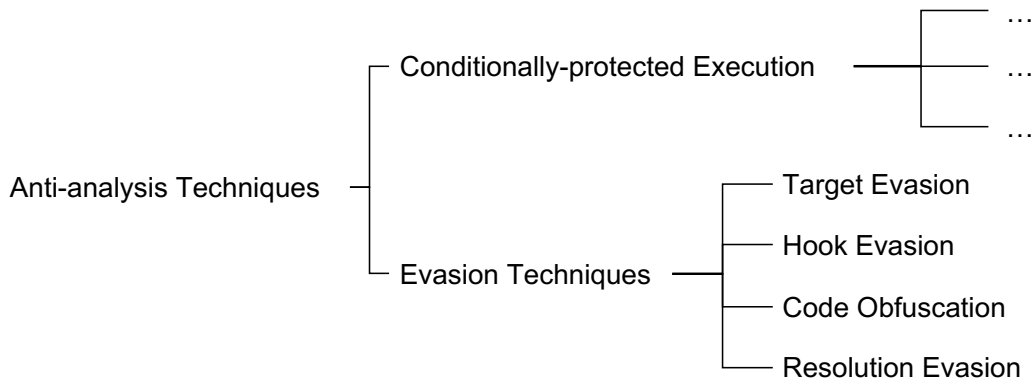 …
Conditionally-protected Execution
…
…
Anti-analysis Techniques
Target Evasion
Hook Evasion
Evasion Techniques
Code Obfuscation
Resolution Evasion